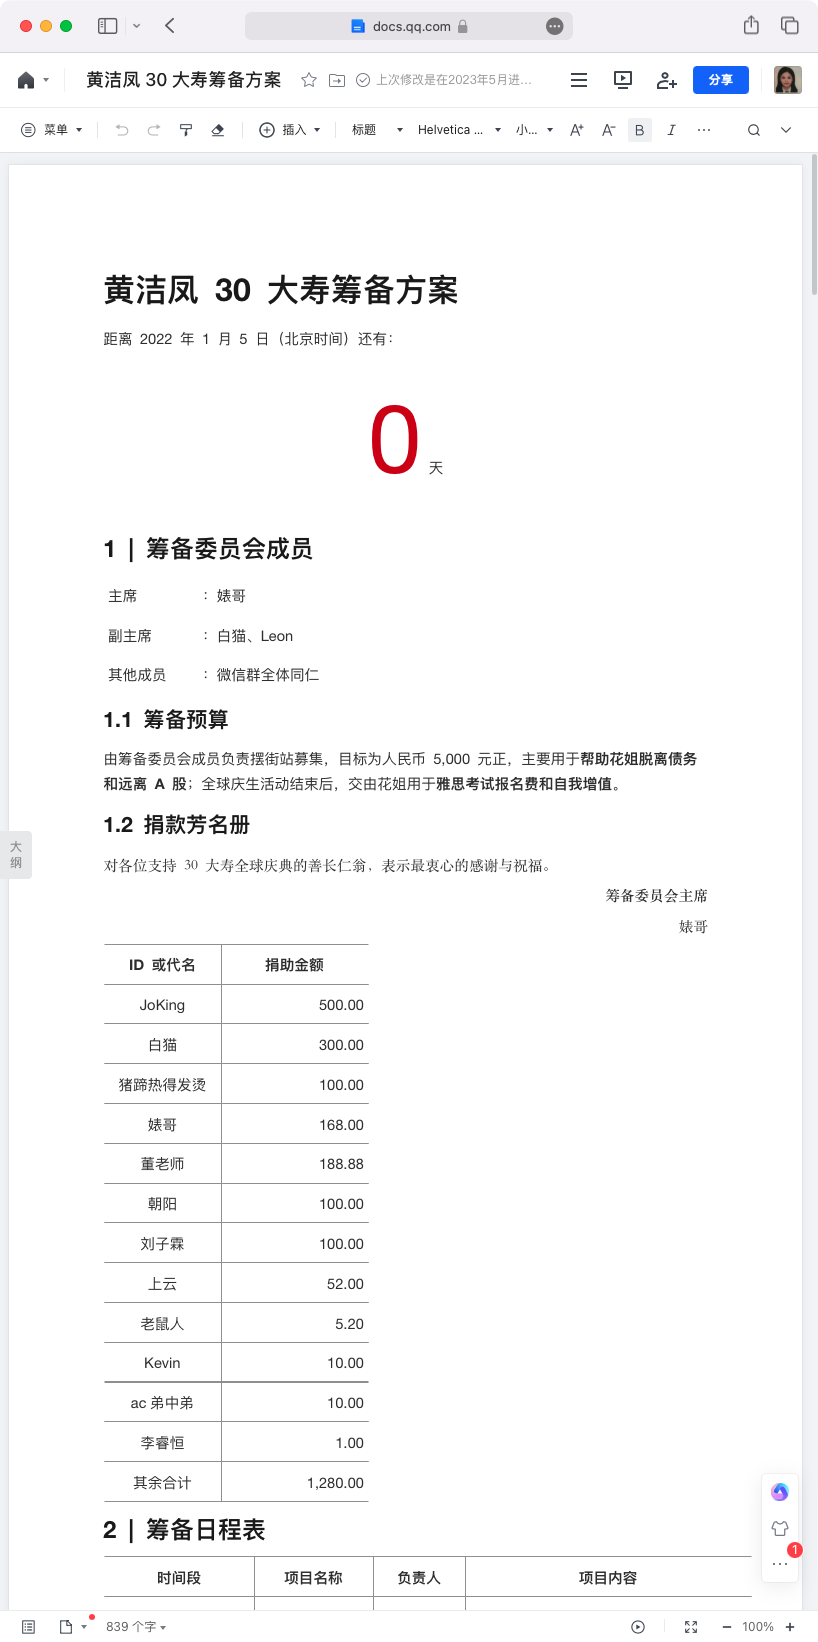 docs.qq.com
黄洁凤 30 大寿筹备方案
上次修改是在2023年5月进...
分享
菜单
插入
标题
Helvetica ...
小...
A+
A-
B
I
黄洁凤 30 大寿筹备方案
距离 2022 年 1 月 5 日（北京时间）还有：
0 天
1 | 筹备委员会成员
主席 ：婊哥
副主席 ：白猫、Leon
其他成员 ：微信群全体同仁
1.1 筹备预算
由筹备委员会成员负责摆街站募集，目标为人民币 5,000 元正，主要用于帮助花姐脱离债务
和远离 A 股；全球庆生活动结束后，交由花姐用于雅思考试报名费和自我增值。
1.2 捐款芳名册
大纲
对各位支持 30 大寿全球庆典的善长仁翁，表示最衷心的感谢与祝福。
筹备委员会主席
婊哥
ID 或代名 捐助金额
JoKing 500.00
白猫 300.00
猪蹄热得发烫 100.00
婊哥 168.00
董老师 188.88
朝阳 100.00
刘子霖 100.00
上云 52.00
老鼠人 5.20
Kevin 10.00
ac 弟中弟 10.00
李睿恒 1.00
其余合计 1,280.00
2 | 筹备日程表
1
时间段 项目名称 负责人 项目内容
839 个字
100%